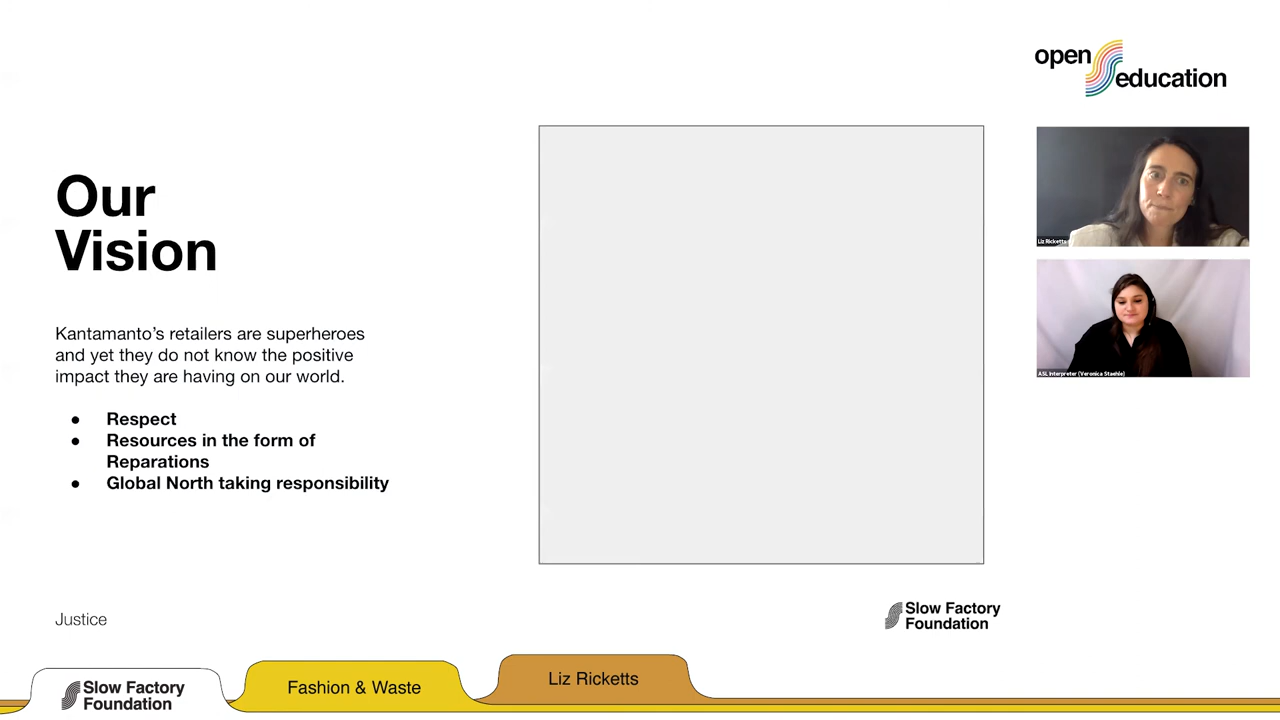 open
education
Our
Vision
Kantamanto's retailers are superheroes
and yet they do not know the positive
impact they are having on our world.
● Respect
● Resources in the form of
Reparations
● Global North taking responsibility
Liz Ricketts
ASL Interpreter (Veronica Staehle)
Justice
Slow Factory
Foundation
Slow Factory
Foundation
Fashion & Waste
Liz Ricketts